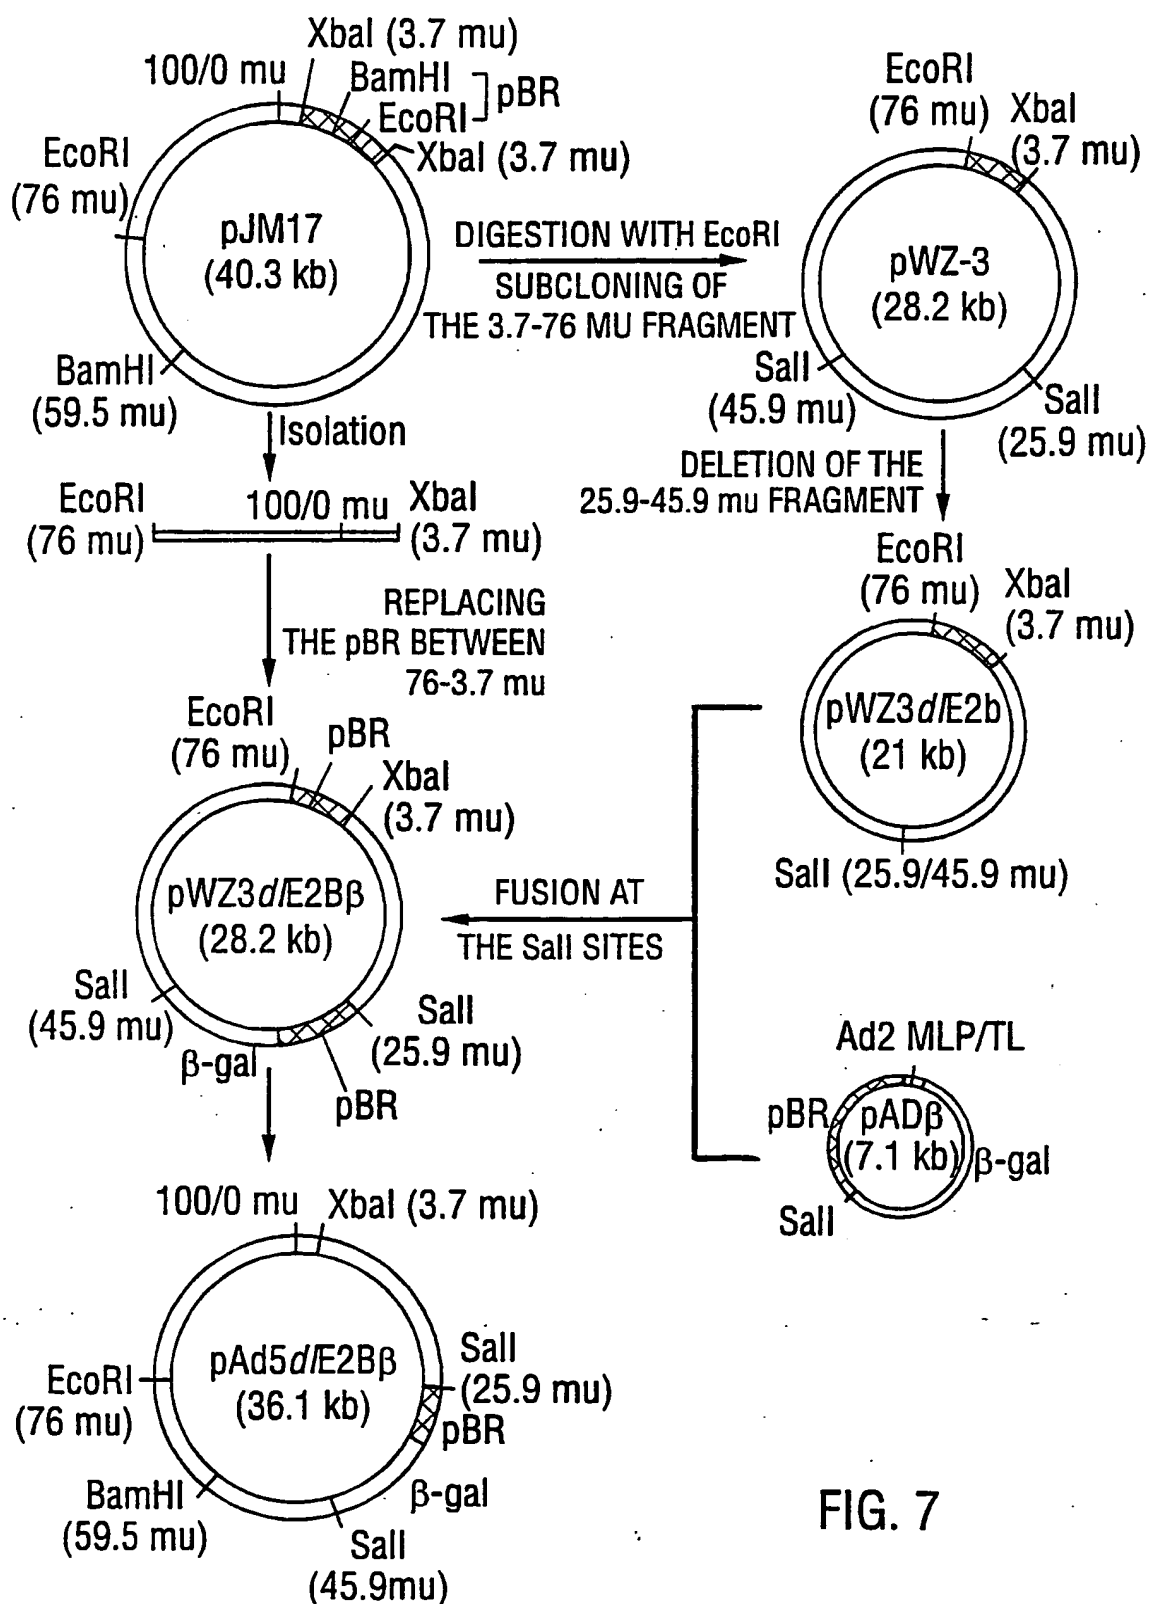 XbaI (3.7 mu)
100/0 mu
BamHI
EcoRI
pBR
XbaI (3.7 mu)
EcoRI
(76 mu)
pJM17
(40.3 kb)
BamHI
(59.5 mu)
DIGESTION WITH EcoRI
SUBCLONING OF
THE 3.7-76 MU FRAGMENT
EcoRI
(76 mu)
XbaI
(3.7 mu)
pWZ-3
(28.2 kb)
SalI
(45.9 mu)
SalI
(25.9 mu)
Isolation
EcoRI
(76 mu)
100/0 mu
XbaI
(3.7 mu)
DELETION OF THE
25.9-45.9 mu FRAGMENT
REPLACING
THE pBR BETWEEN
76-3.7 mu
EcoRI
(76 mu)
XbaI
(3.7 mu)
pWZ3dlE2b
(21 kb)
SalI (25.9/45.9 mu)
EcoRI
(76 mu)
pBR
XbaI
(3.7 mu)
pWZ3dlE2Bβ
(28.2 kb)
SalI
(45.9 mu)
β-gal
SalI
(25.9 mu)
pBR
FUSION AT
THE SalI SITES
Ad2 MLP/TL
pBR
pADβ
(7.1 kb)
β-gal
SalI
100/0 mu
XbaI (3.7 mu)
pAd5dlE2Bβ
(36.1 kb)
EcoRI
(76 mu)
SalI
(25.9 mu)
pBR
BamHI
(59.5 mu)
β-gal
SalI
(45.9mu)
FIG. 7